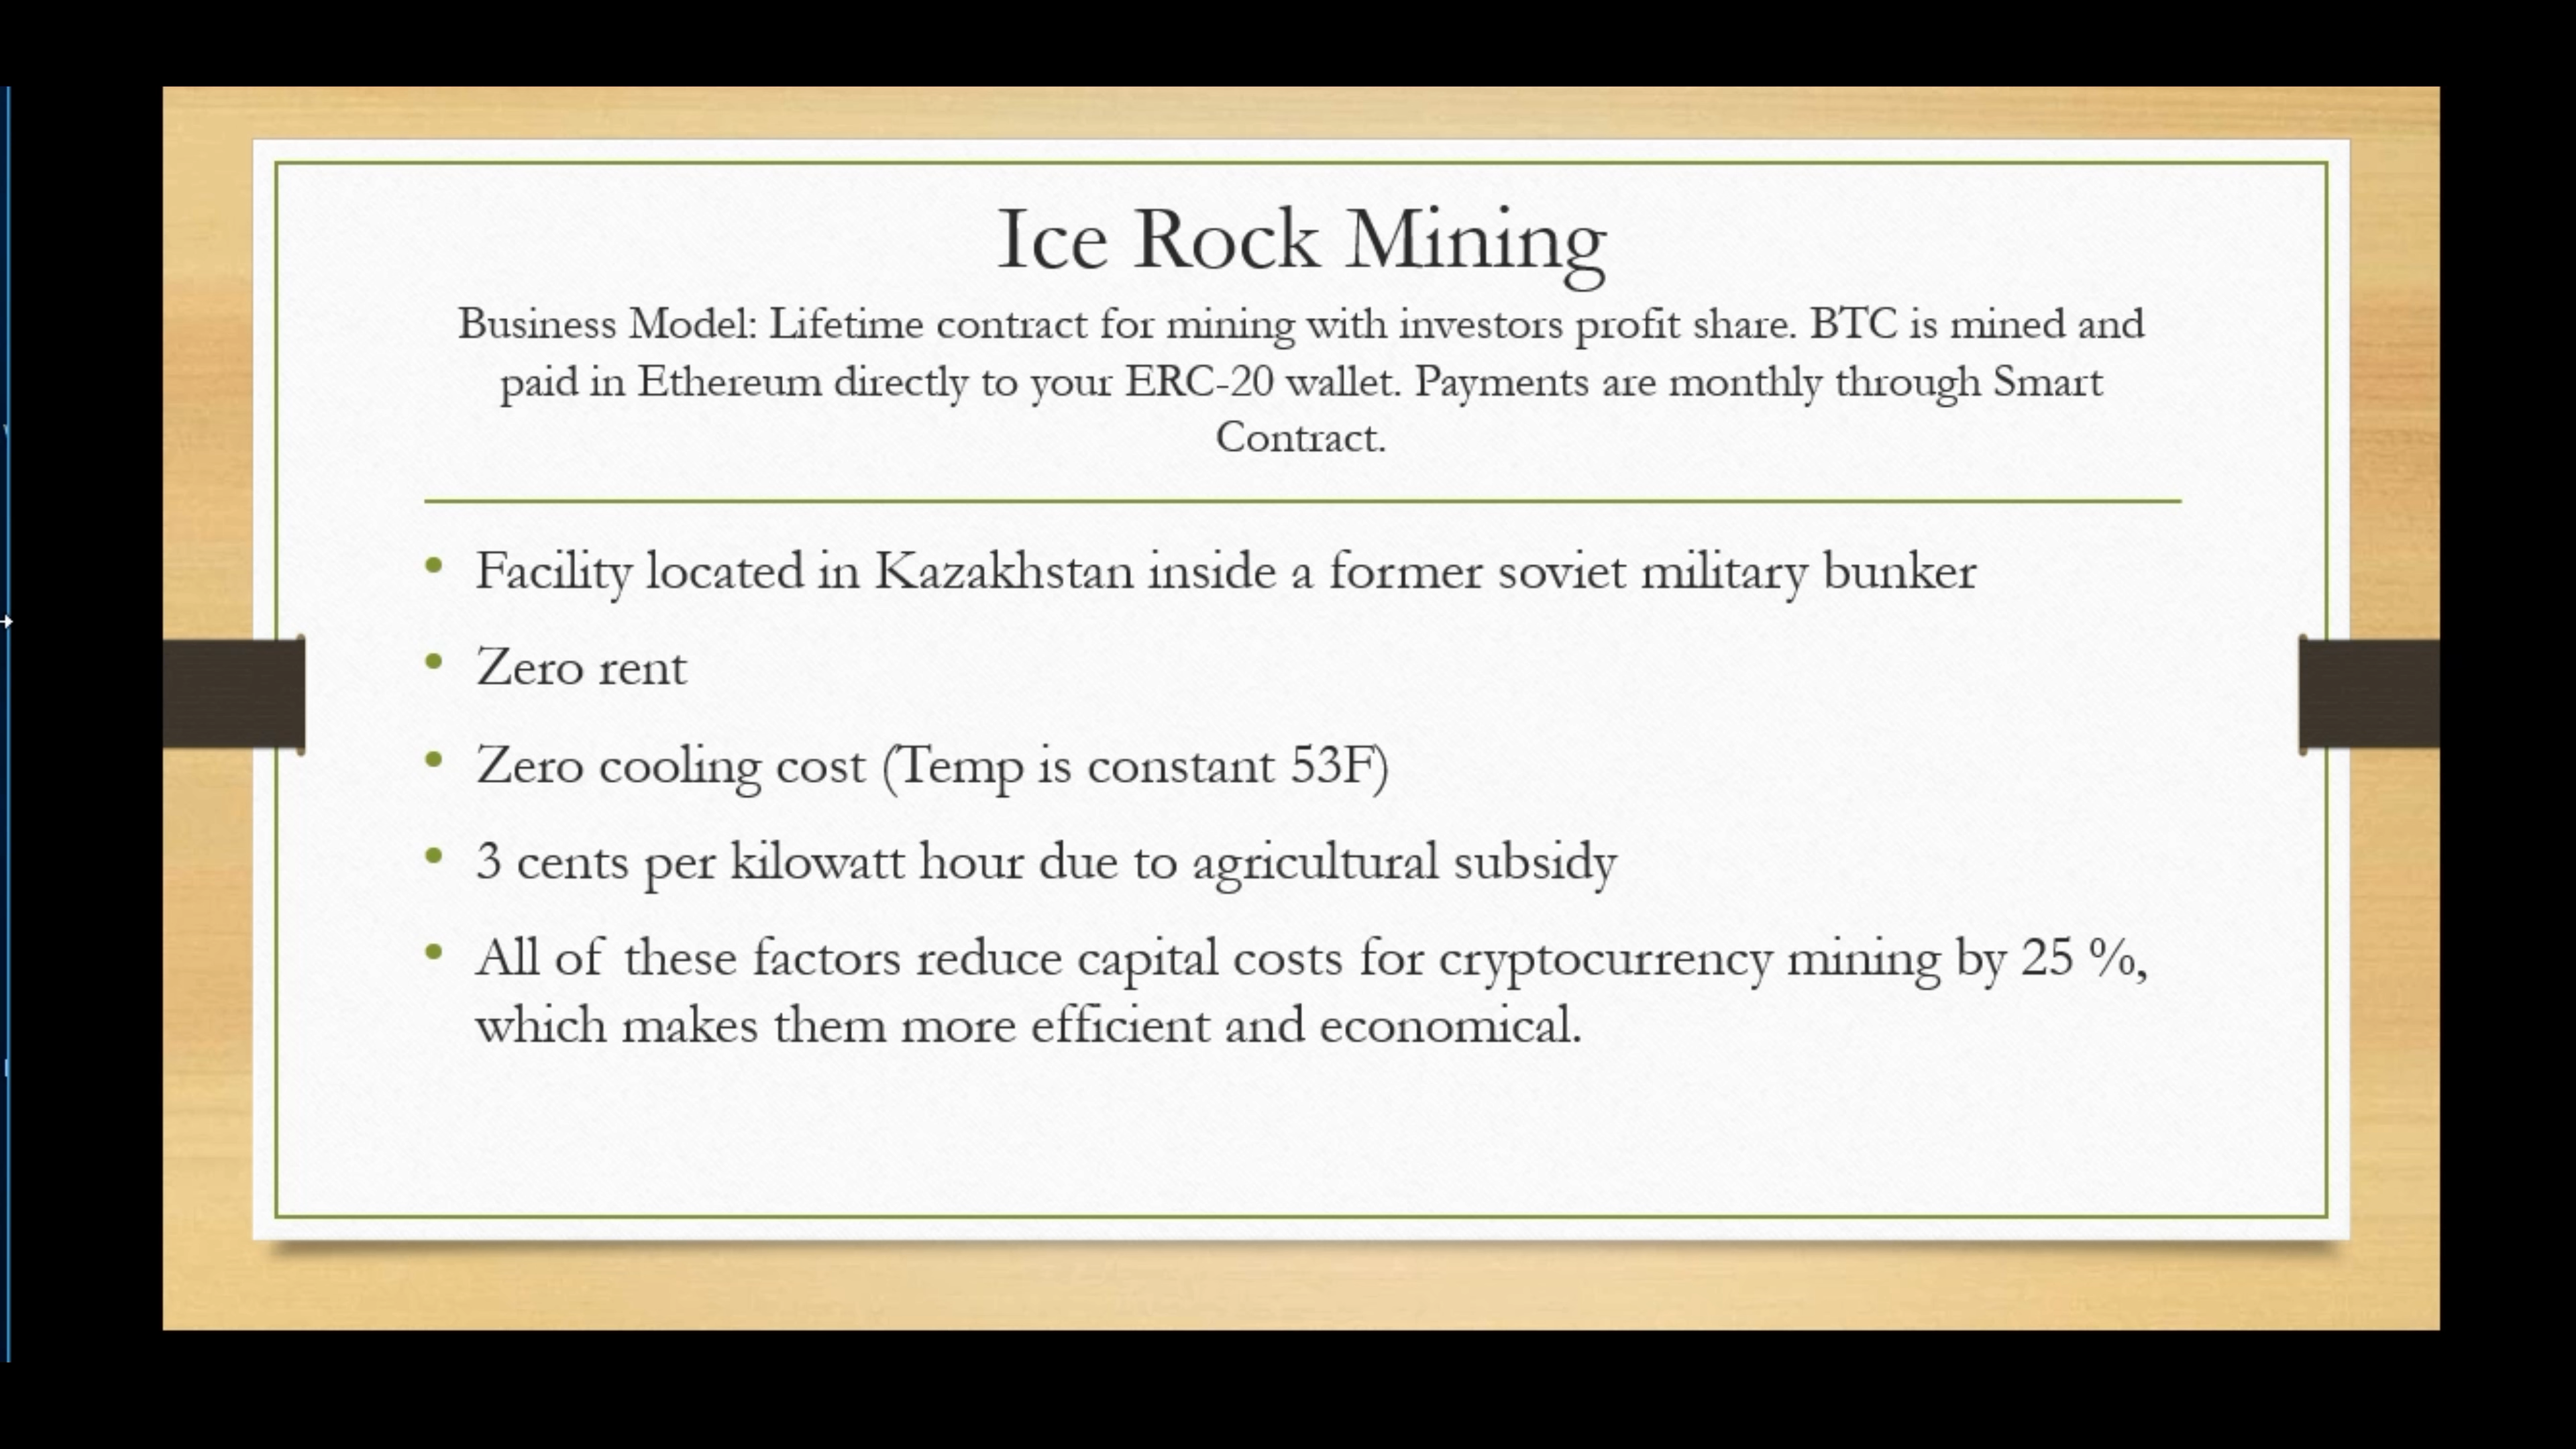 Ice Rock Mining
Business Model: Lifetime contract for mining with investors profit share. BTC is mined and
paid in Ethereum directly to your ERC-20 wallet. Payments are monthly through Smart
Contract.
• Facility located in Kazakhstan inside a former soviet military bunker
• Zero rent
• Zero cooling cost (Temp is constant 53F)
• 3 cents per kilowatt hour due to agricultural subsidy
• All of these factors reduce capital costs for cryptocurrency mining by 25 %,
which makes them more efficient and economical.